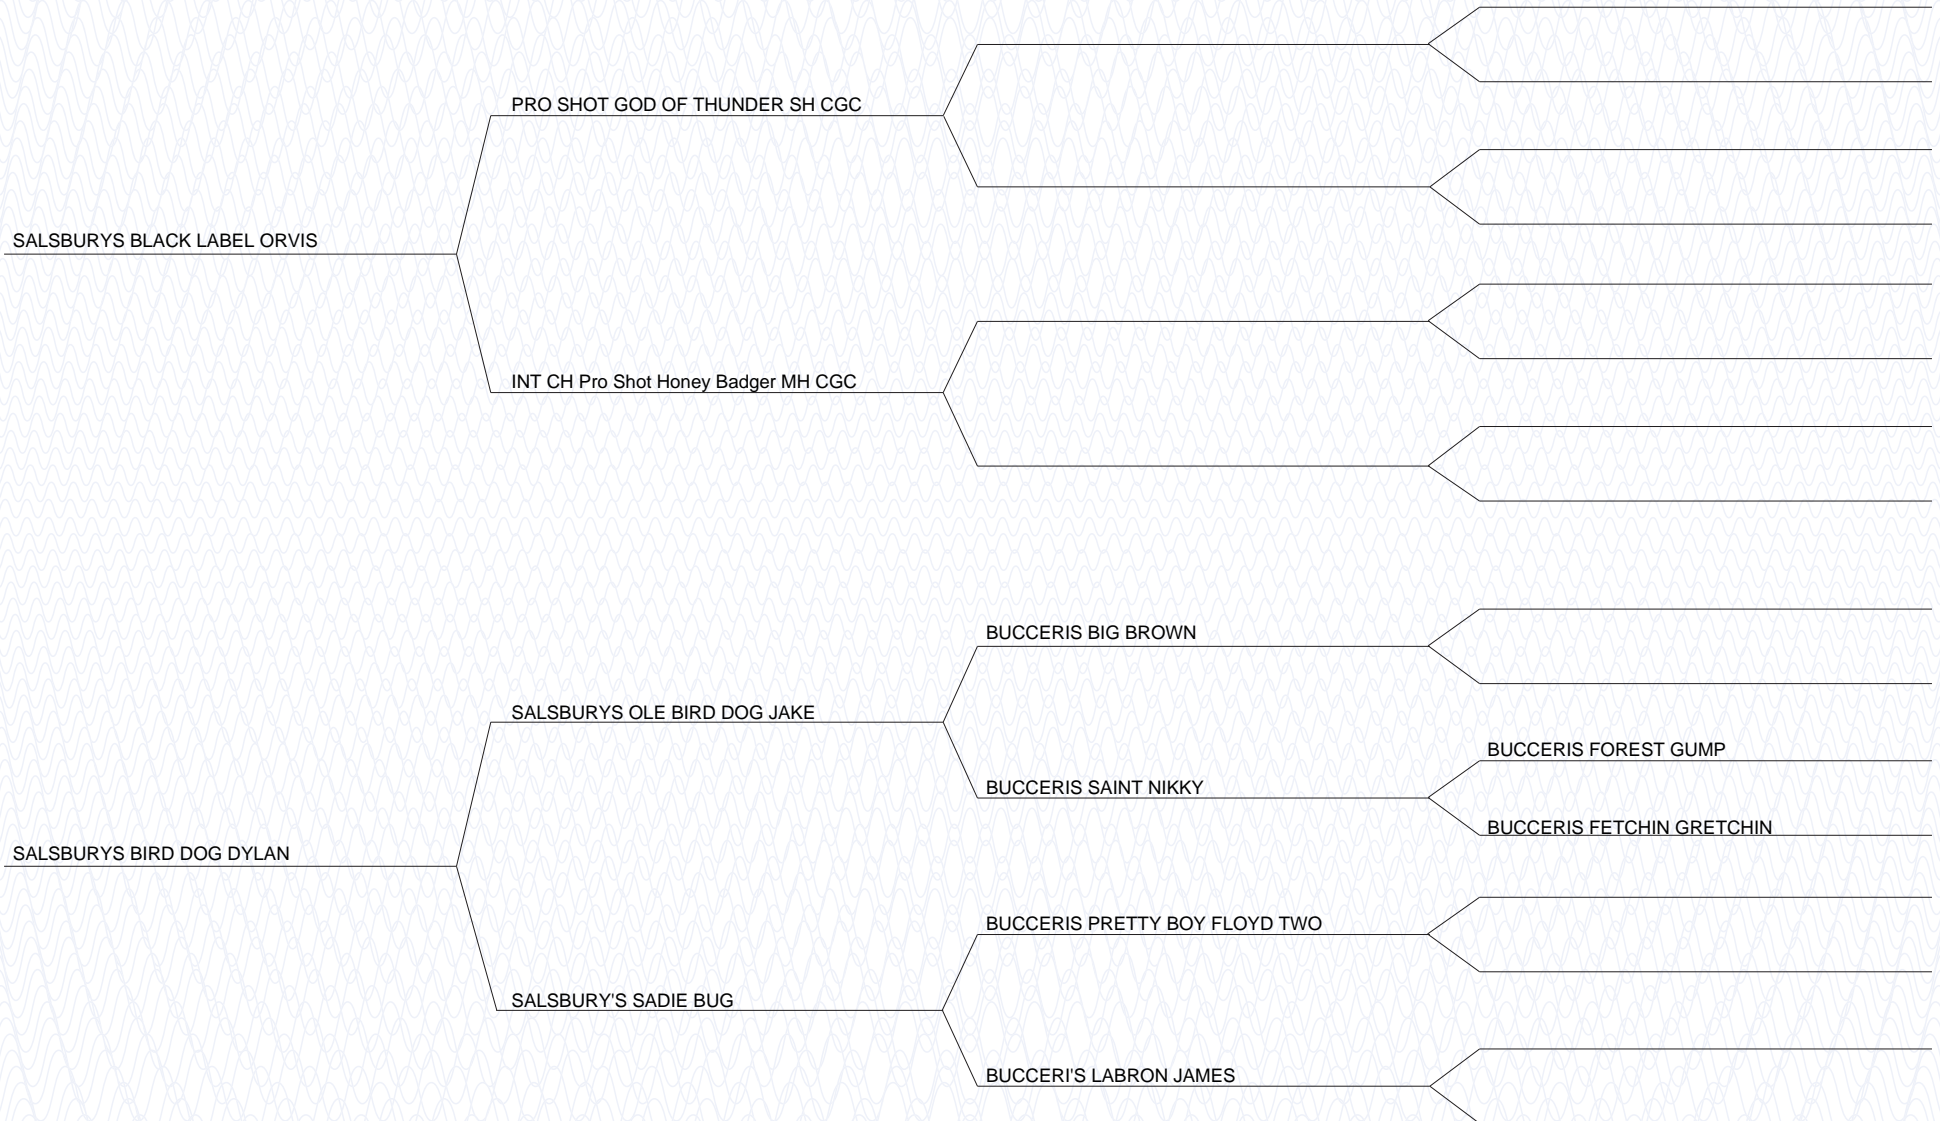 PRO SHOT GOD OF THUNDER SH CGC
SALSBURYS BLACK LABEL ORVIS
INT CH Pro Shot Honey Badger MH CGC
BUCCERIS BIG BROWN
SALSBURYS OLE BIRD DOG JAKE
BUCCERIS FOREST GUMP
BUCCERIS SAINT NIKKY
BUCCERIS FETCHIN GRETCHIN
SALSBURYS BIRD DOG DYLAN
BUCCERIS PRETTY BOY FLOYD TWO
SALSBURY'S SADIE BUG
BUCCERI'S LABRON JAMES